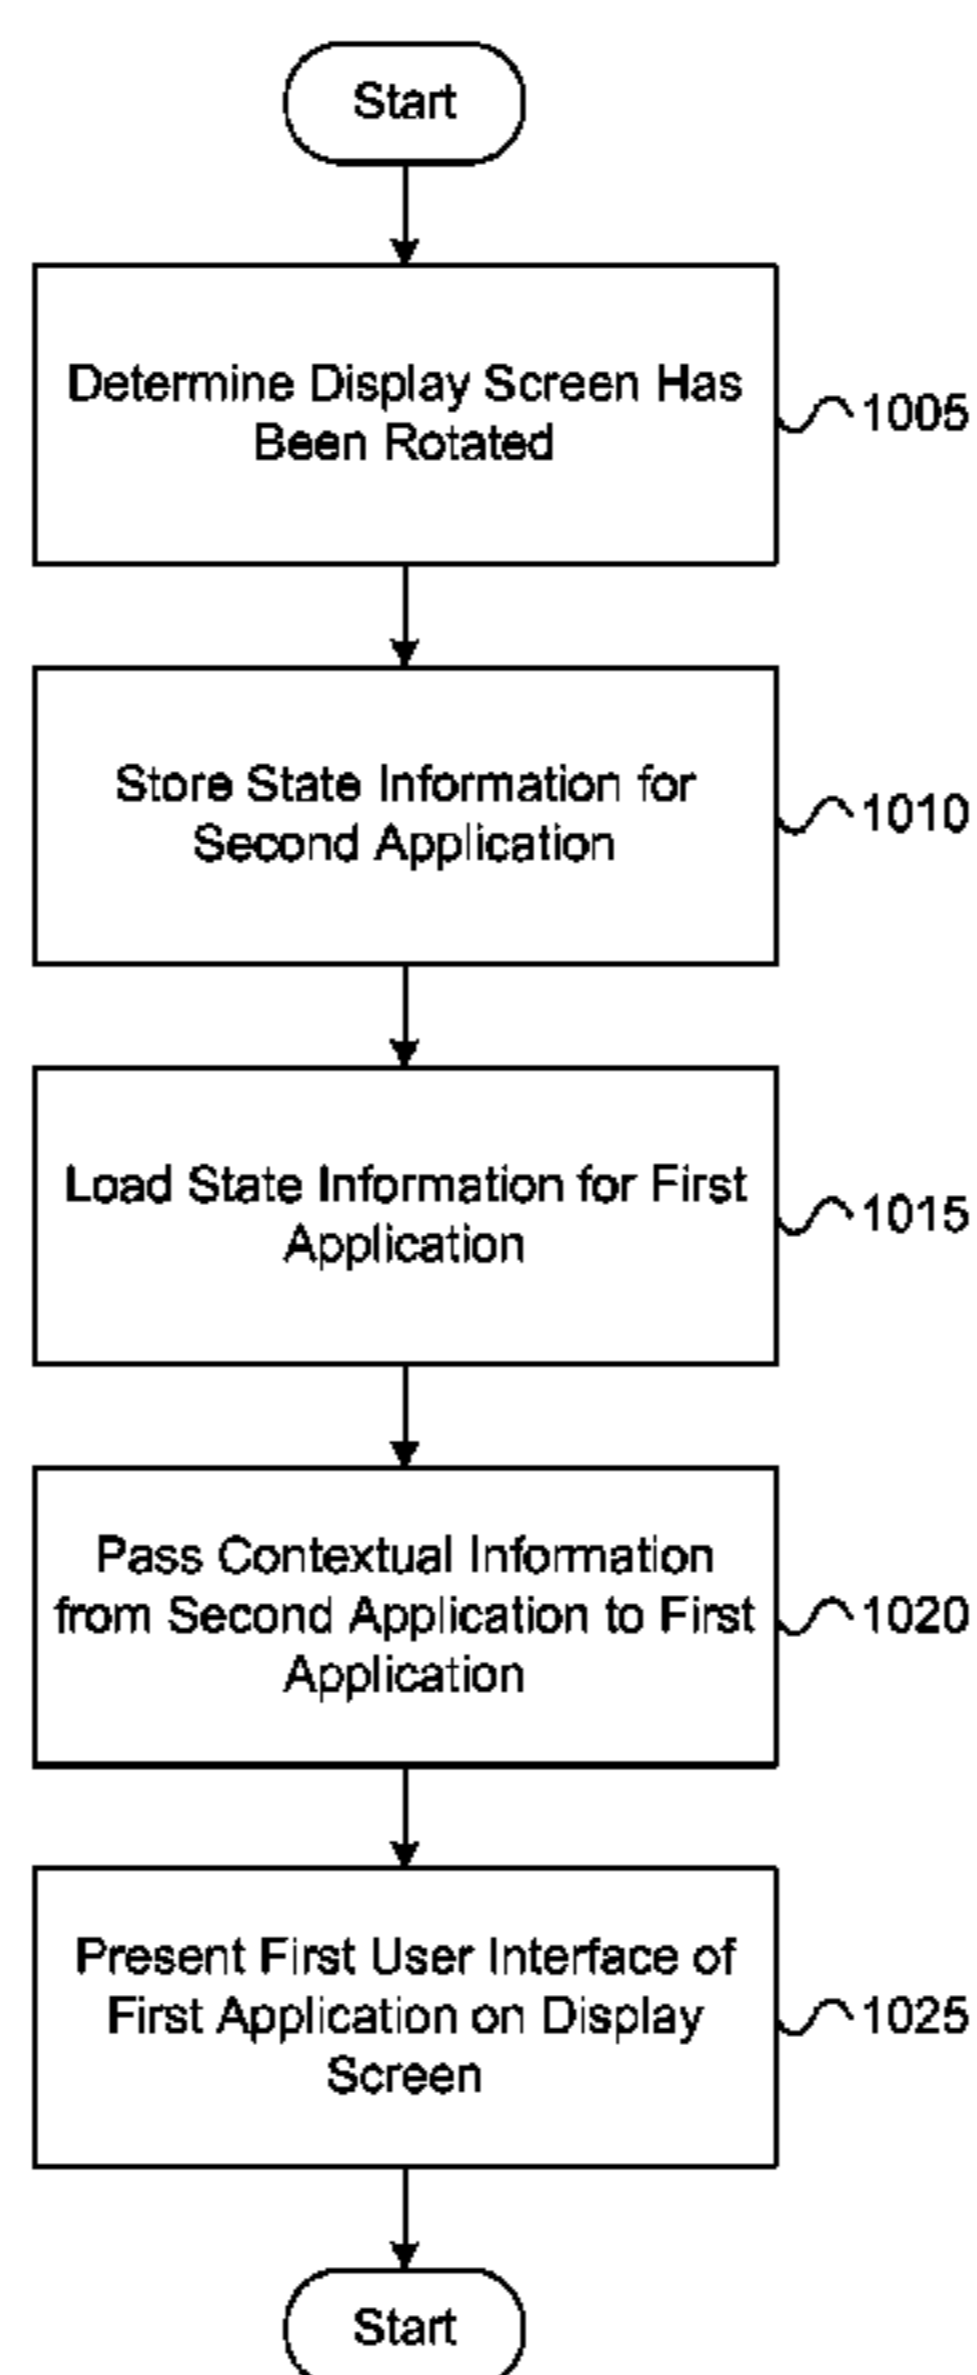 Start
Determine Display Screen Has
Been Rotated
1005
Store State Information for
Second Application
1010
Load State Information for First
Application
1015
Pass Contextual Information
from Second Application to First
Application
1020
Present First User Interface of
First Application on Display
Screen
1025
Start